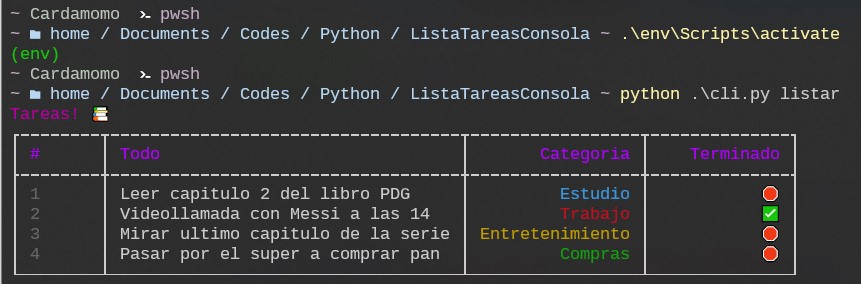 ~ Cardamomo pwsh
~ home / Documents / Codes / Python / ListaTareasConsola ~ .\env\Scripts\activate
(env)
~ Cardamomo pwsh
~ home / Documents / Codes / Python / ListaTareasConsola ~ python .\cli.py listar
Tareas! 📚
# Todo Categoria Terminado
1 Leer capitulo 2 del libro PDG Estudio 🔴
2 Videollamada con Messi a las 14 Trabajo ✅
3 Mirar ultimo capitulo de la serie Entretenimiento 🔴
4 Pasar por el super a comprar pan Compras 🔴